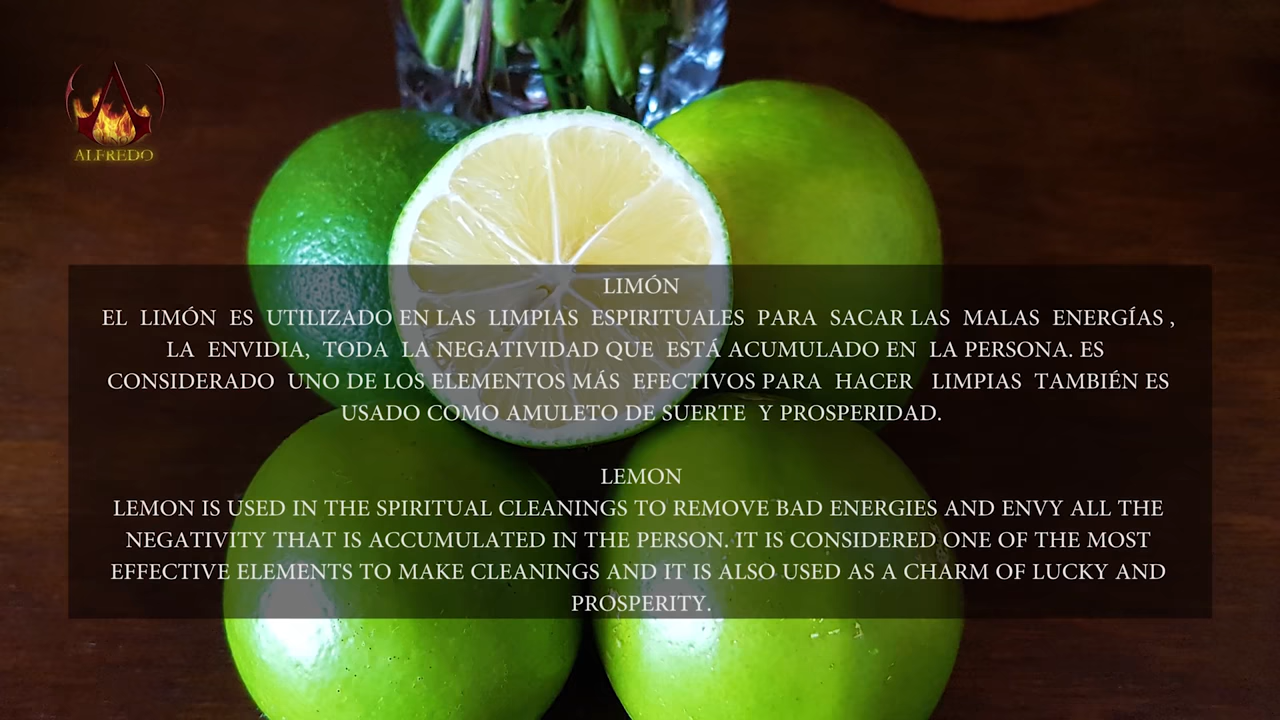 ALFREDO
LIMÓN
EL LIMÓN ES UTILIZADO EN LAS LIMPIAS ESPIRITUALES PARA SACAR LAS MALAS ENERGÍAS ,
LA ENVIDIA, TODA LA NEGATIVIDAD QUE ESTÁ ACUMULADO EN LA PERSONA. ES
CONSIDERADO UNO DE LOS ELEMENTOS MÁS EFECTIVOS PARA HACER LIMPIAS TAMBIÉN ES
USADO COMO AMULETO DE SUERTE Y PROSPERIDAD.
LEMON
LEMON IS USED IN THE SPIRITUAL CLEANINGS TO REMOVE BAD ENERGIES AND ENVY ALL THE
NEGATIVITY THAT IS ACCUMULATED IN THE PERSON. IT IS CONSIDERED ONE OF THE MOST
EFFECTIVE ELEMENTS TO MAKE CLEANINGS AND IT IS ALSO USED AS A CHARM OF LUCKY AND
PROSPERITY.